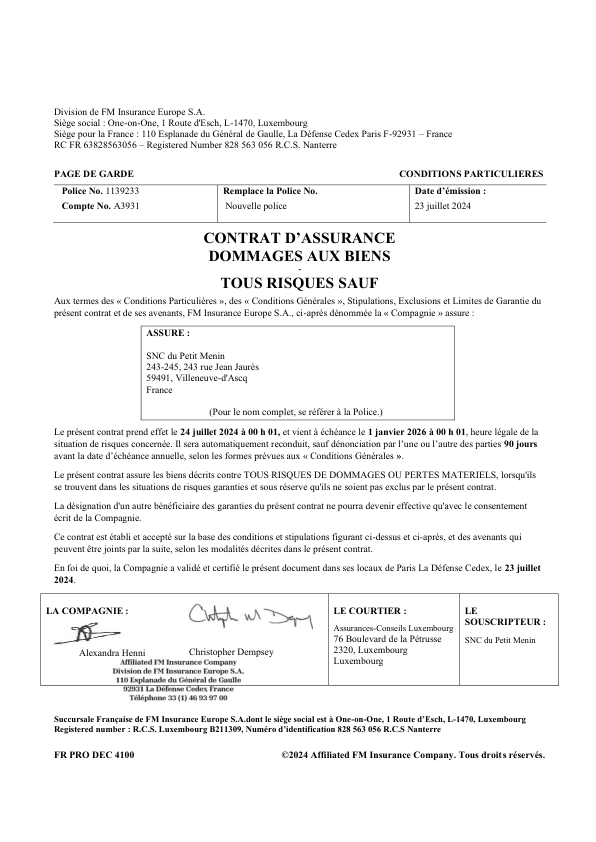 Division de FM Insurance Europe S.A.
Siège social : One-on-One, 1 Route d'Esch, L-1470, Luxembourg
Siège pour la France : 110 Esplanade du Général de Gaulle, La Défense Cedex Paris F-92931 – France
RC FR 63828563056 – Registered Number 828 563 056 R.C.S. Nanterre
PAGE DE GARDE CONDITIONS PARTICULIERES
Police No. 1139233 Remplace la Police No. Date d'émission :
Compte No. A3931 Nouvelle police 23 juillet 2024
CONTRAT D'ASSURANCE
DOMMAGES AUX BIENS
-
TOUS RISQUES SAUF
Aux termes des « Conditions Particulières », des « Conditions Générales », Stipulations, Exclusions et Limites de Garantie du
présent contrat et de ses avenants, FM Insurance Europe S.A., ci-après dénommée la « Compagnie » assure :
ASSURE :
SNC du Petit Menin
243-245, 243 rue Jean Jaurès
59491, Villeneuve-d'Ascq
France
(Pour le nom complet, se référer à la Police.)
Le présent contrat prend effet le 24 juillet 2024 à 00 h 01, et vient à échéance le 1 janvier 2026 à 00 h 01, heure légale de la
situation de risques concernée. Il sera automatiquement reconduit, sauf dénonciation par l'une ou l'autre des parties 90 jours
avant la date d'échéance annuelle, selon les formes prévues aux « Conditions Générales ».
Le présent contrat assure les biens décrits contre TOUS RISQUES DE DOMMAGES OU PERTES MATERIELS, lorsqu'ils
se trouvent dans les situations de risques garanties et sous réserve qu'ils ne soient pas exclus par le présent contrat.
La désignation d'un autre bénéficiaire des garanties du présent contrat ne pourra devenir effective qu'avec le consentement
écrit de la Compagnie.
Ce contrat est établi et accepté sur la base des conditions et stipulations figurant ci-dessus et ci-après, et des avenants qui
peuvent être joints par la suite, selon les modalités décrites dans le présent contrat.
En foi de quoi, la Compagnie a validé et certifié le présent document dans ses locaux de Paris La Défense Cedex, le 23 juillet
2024.
LA COMPAGNIE :
Alexandra Henni Christopher Dempsey
Affiliated FM Insurance Company
Division de FM Insurance Europe S.A.
110 Esplanade du Général de Gaulle
92931 La Défense Cedex France
Téléphone 33 (1) 46 93 97 00
LE COURTIER :
Assurances-Conseils Luxembourg
76 Boulevard de la Pétrusse
2320, Luxembourg
Luxembourg
LE
SOUSCRIPTEUR :
SNC du Petit Menin
Succursale Française de FM Insurance Europe S.A.dont le siège social est à One-on-One, 1 Route d'Esch, L-1470, Luxembourg
Registered number : R.C.S. Luxembourg B211309, Numéro d'identification 828 563 056 R.C.S Nanterre
FR PRO DEC 4100 ©2024 Affiliated FM Insurance Company. Tous droits réservés.